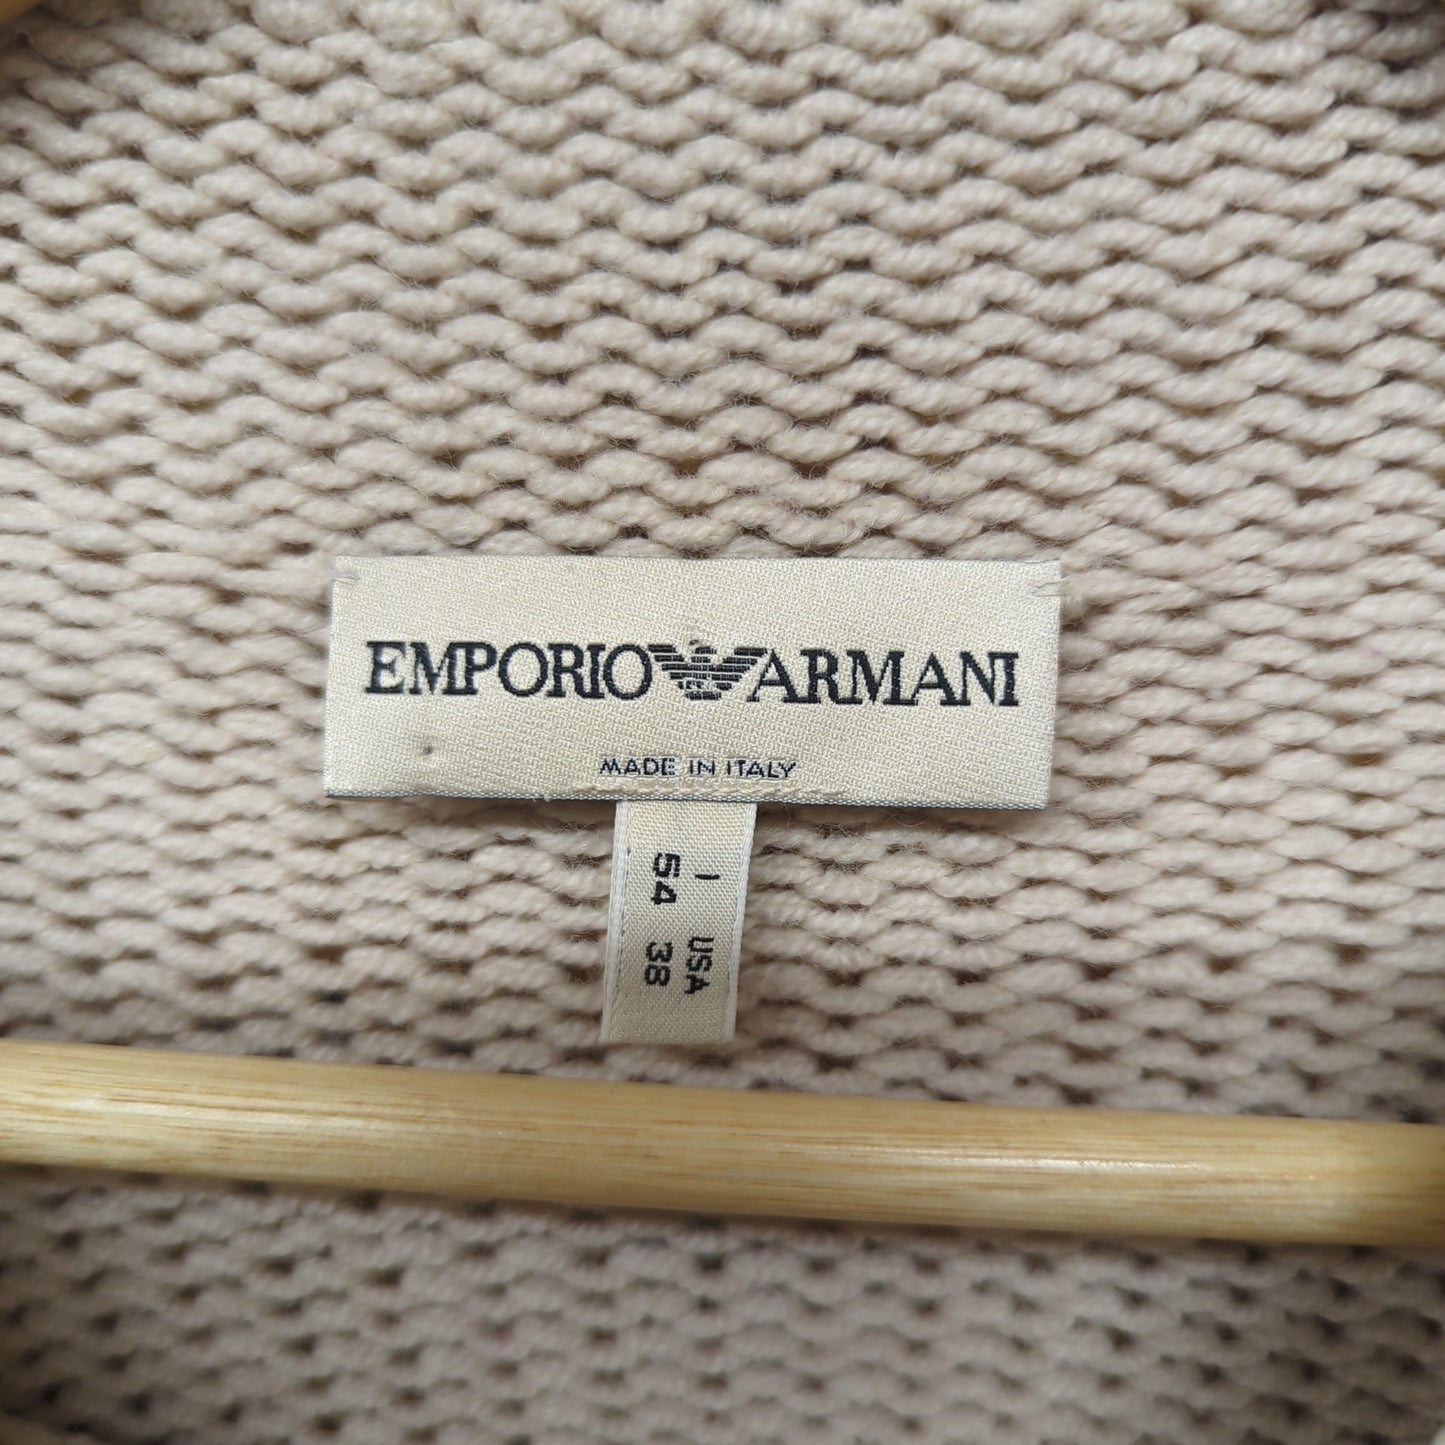 EMPORIO ARMANI
MADE IN ITALY
I USA
54 38